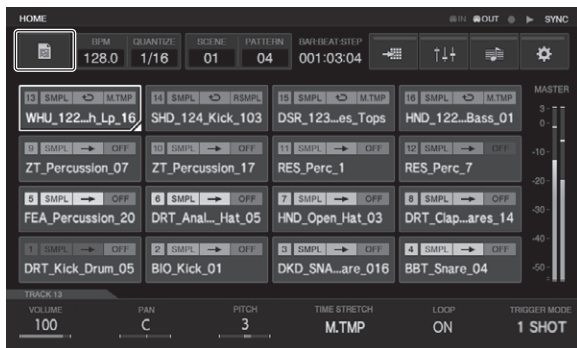 HOME IN OUT SYNC
BPM QUANTIZE SCENE PATTERN BAR:BEAT:STEP
128.0 1/16 01 04 001:03:04
13 SMPL M.TMP 14 SMPL RSMPL 15 SMPL M.TMP 16 SMPL M.TMP MASTER
WHU_122...h_Lp_16 SHD_124_Kick_103 DSR_123...es_Tops HND_122...Bass_01
3
0
9 SMPL OFF 10 SMPL OFF 11 SMPL OFF 12 SMPL OFF
-10
ZT_Percussion_07 ZT_Percussion_17 RES_Perc_1 RES_Perc_7
-20
5 SMPL OFF 6 SMPL OFF 7 SMPL OFF 8 SMPL OFF
-30
FEA_Percussion_20 DRT_Anal..._Hat_05 HND_Open_Hat_03 DRT_Clap...ares_14
-40
1 SMPL OFF 2 SMPL OFF 3 SMPL OFF 4 SMPL OFF
DRT_Kick_Drum_05 BIO_Kick_01 DKD_SNA...are_016 BBT_Snare_04
-50
TRACK 13
VOLUME PAN PITCH TIME STRETCH LOOP TRIGGER MODE
100 C 3 M.TMP ON 1 SHOT